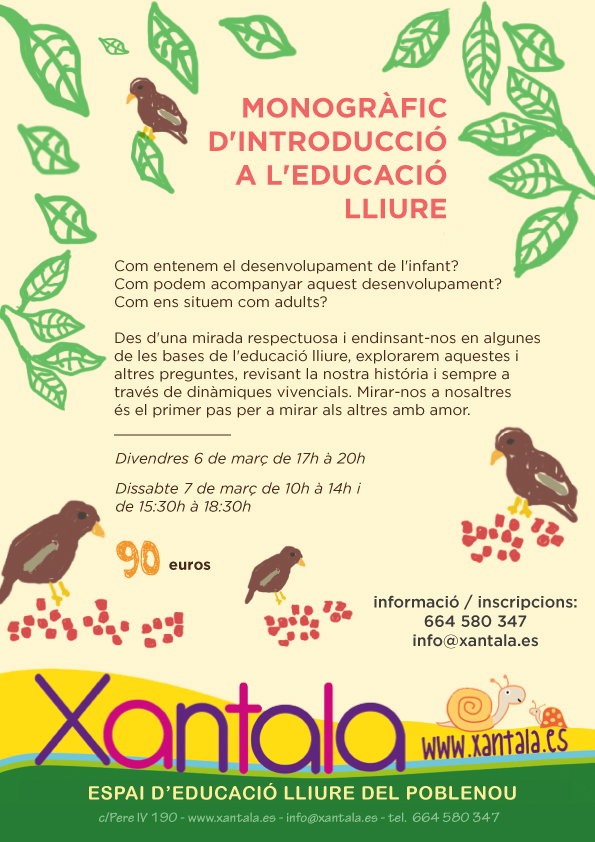 MONOGRÀFIC
D'INTRODUCCIÓ
A L'EDUCACIÓ
LLIURE
Com entenem el desenvolupament de l'infant?
Com podem acompanyar aquest desenvolupament?
Com ens situem com adults?
Des d'una mirada respectuosa i endinsant-nos en algunes
de les bases de l'educació lliure, explorarem aquestes i
altres preguntes, revisant la nostra història i sempre a
través de dinàmiques vivencials. Mirar-nos a nosaltres
és el primer pas per a mirar als altres amb amor.
Divendres 6 de març de 17h à 20h
Dissabte 7 de març de 10h à 14h i
de 15:30h à 18:30h
90 euros
informació / inscripcions:
664 580 347
info@xantala.es
Xantala
www.xantala.es
ESPAI D'EDUCACIÓ LLIURE DEL POBLENOU
c/Pere IV 190 - www.xantala.es - info@xantala.es - tel. 664 580 347